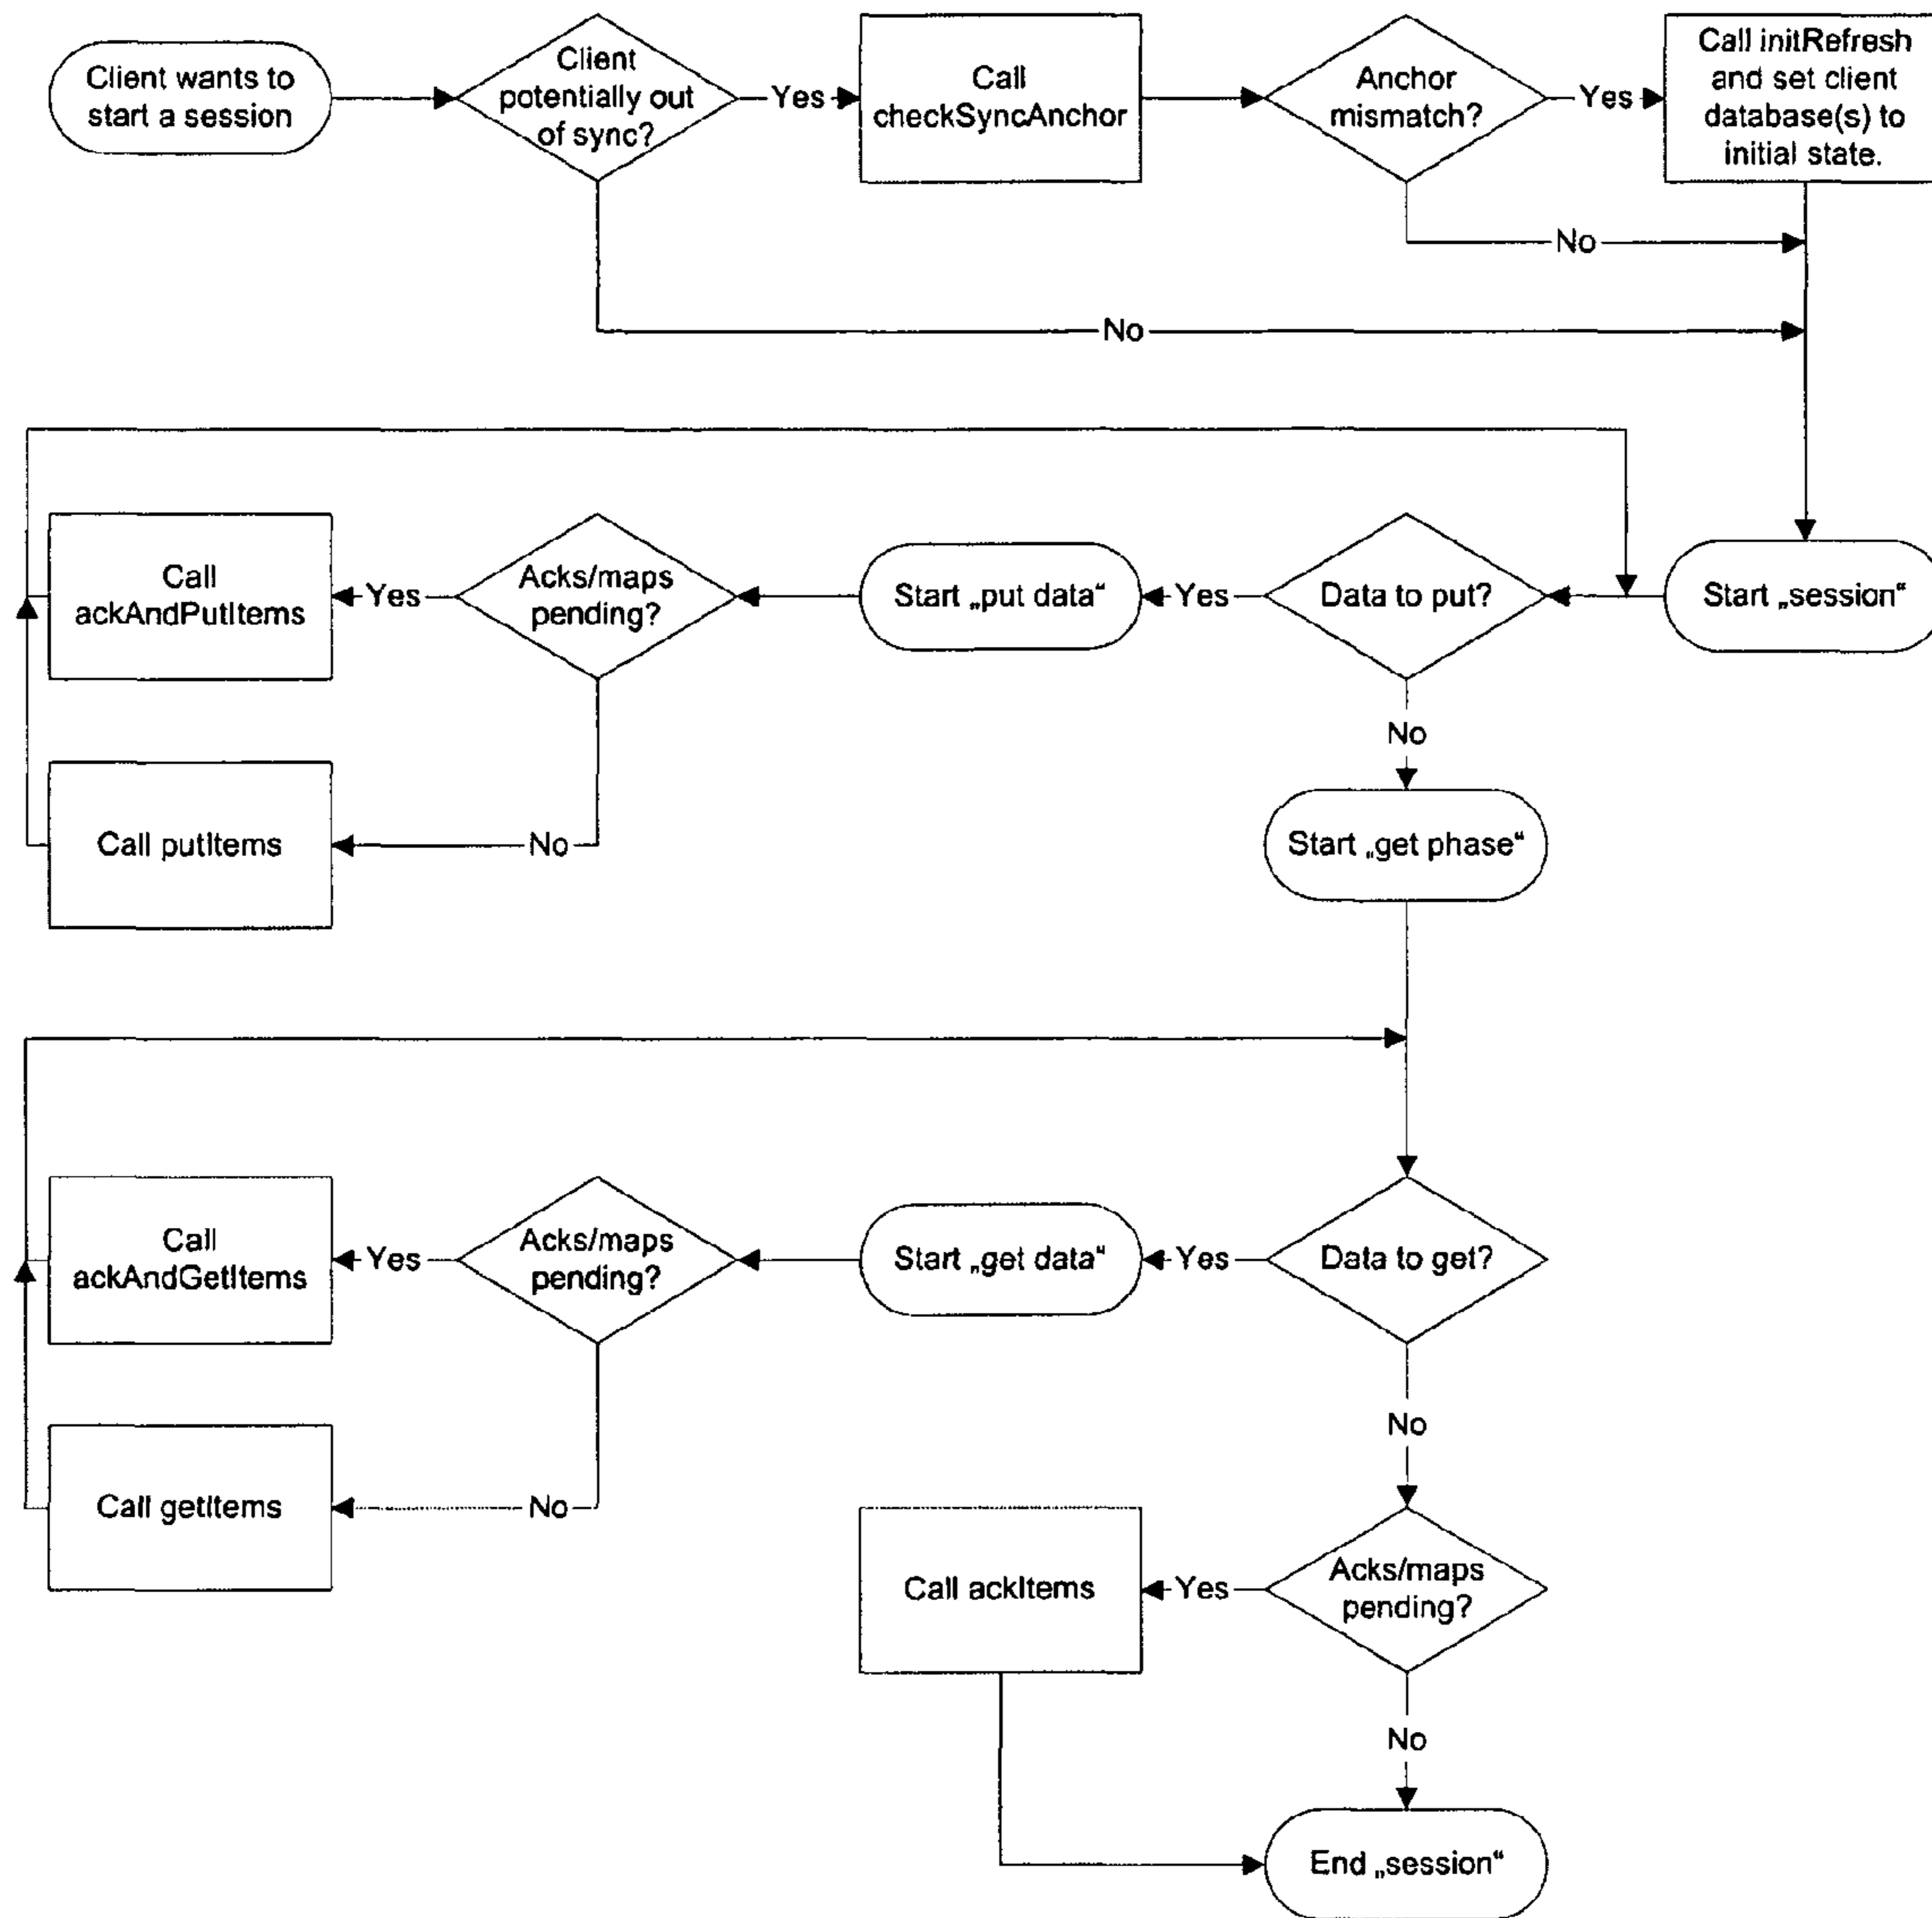 Client wants to
start a session
Client
potentially out
of sync?
Yes
Call
checkSyncAnchor
Anchor
mismatch?
Yes
Call initRefresh
and set client
database(s) to
initial state.
No
No
Call
ackAndPutItems
Yes
Acks/maps
pending?
Start „put data“
Yes
Data to put?
Start „session“
No
Call putItems
No
Start „get phase“
Call
ackAndGetItems
Yes
Acks/maps
pending?
Start „get data“
Yes
Data to get?
No
Call getItems
No
Call ackItems
Yes
Acks/maps
pending?
No
End „session“